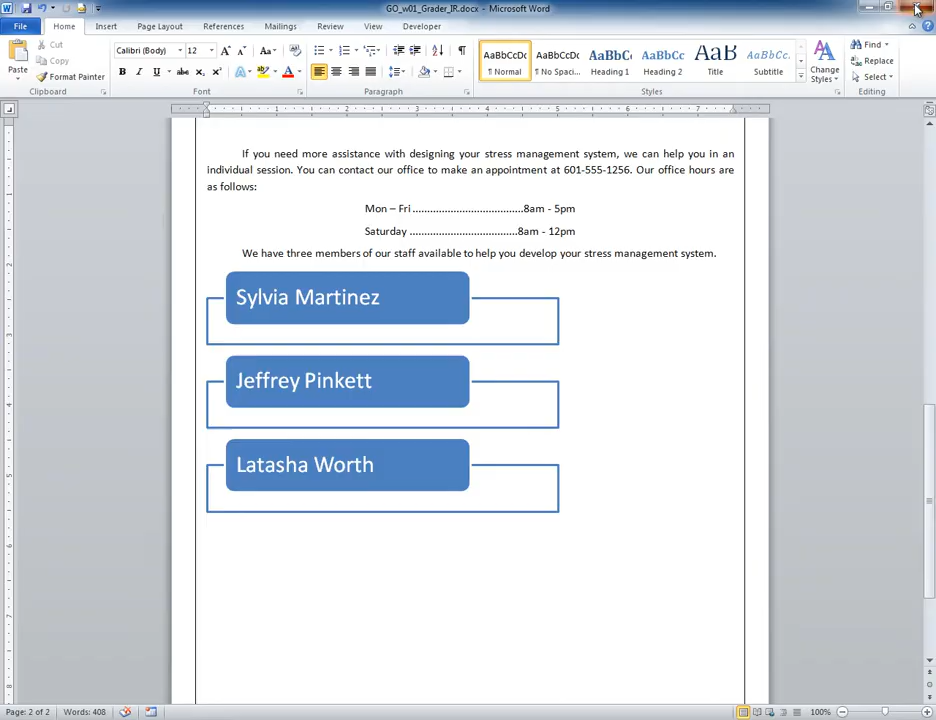 GO_w01_Grader_IR.docx - Microsoft Word
File Home Insert Page Layout References Mailings Review View Developer
Paste
Cut
Copy
Format Painter
Clipboard
Calibri (Body) 12
Font
Paragraph
AaBbCcDc AaBbCcDc AaBbC AaBbCc AaB AaBbCc.
¶ Normal ¶ No Spaci... Heading 1 Heading 2 Title Subtitle
Change
Styles
Styles
Find
Replace
Select
Editing
If you need more assistance with designing your stress management system, we can help you in an
individual session. You can contact our office to make an appointment at 601-555-1256. Our office hours are
as follows:
Mon – Fri ....................................8am - 5pm
Saturday ...................................8am - 12pm
We have three members of our staff available to help you develop your stress management system.
Sylvia Martinez
Jeffrey Pinkett
Latasha Worth
Page: 2 of 2 Words: 408 100%